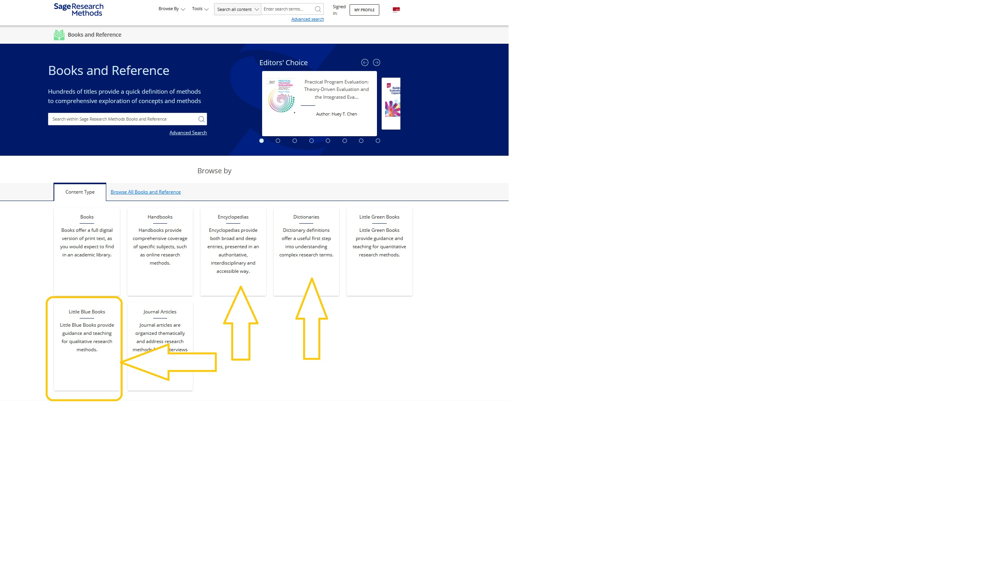 Sage Research
Methods
Browse By
Tools
Search all content
Enter search terms...
Advanced search
Signed
in:
MY PROFILE
SFU
Books and Reference
Books and Reference
Hundreds of titles provide a quick definition of methods
to comprehensive exploration of concepts and methods
Search within Sage Research Methods Books and Reference
Advanced Search
Editors' Choice
Second
Edition
PRACTICAL
PROGRAM
EVALUATION
Huey T. Chen
Practical Program Evaluation:
Theory-Driven Evaluation and
the Integrated Eva...
Author: Huey T. Chen
Browse by
Content Type
Browse All Books and Reference
Books
Books offer a full digital
version of print text, as
you would expect to find
in an academic library.
Handbooks
Handbooks provide
comprehensive coverage
of specific subjects, such
as online research
methods.
Encyclopedias
Encyclopedias provide
both broad and deep
entries, presented in an
authoritative,
interdisciplinary and
accessible way.
Dictionaries
Dictionary definitions
offer a useful first step
into understanding
complex research terms.
Little Green Books
Little Green Books
provide guidance and
teaching for quantitative
research methods.
Little Blue Books
Little Blue Books provide
guidance and teaching
for qualitative research
methods.
Journal Articles
Journal articles are
organized thematically
and address research
methods